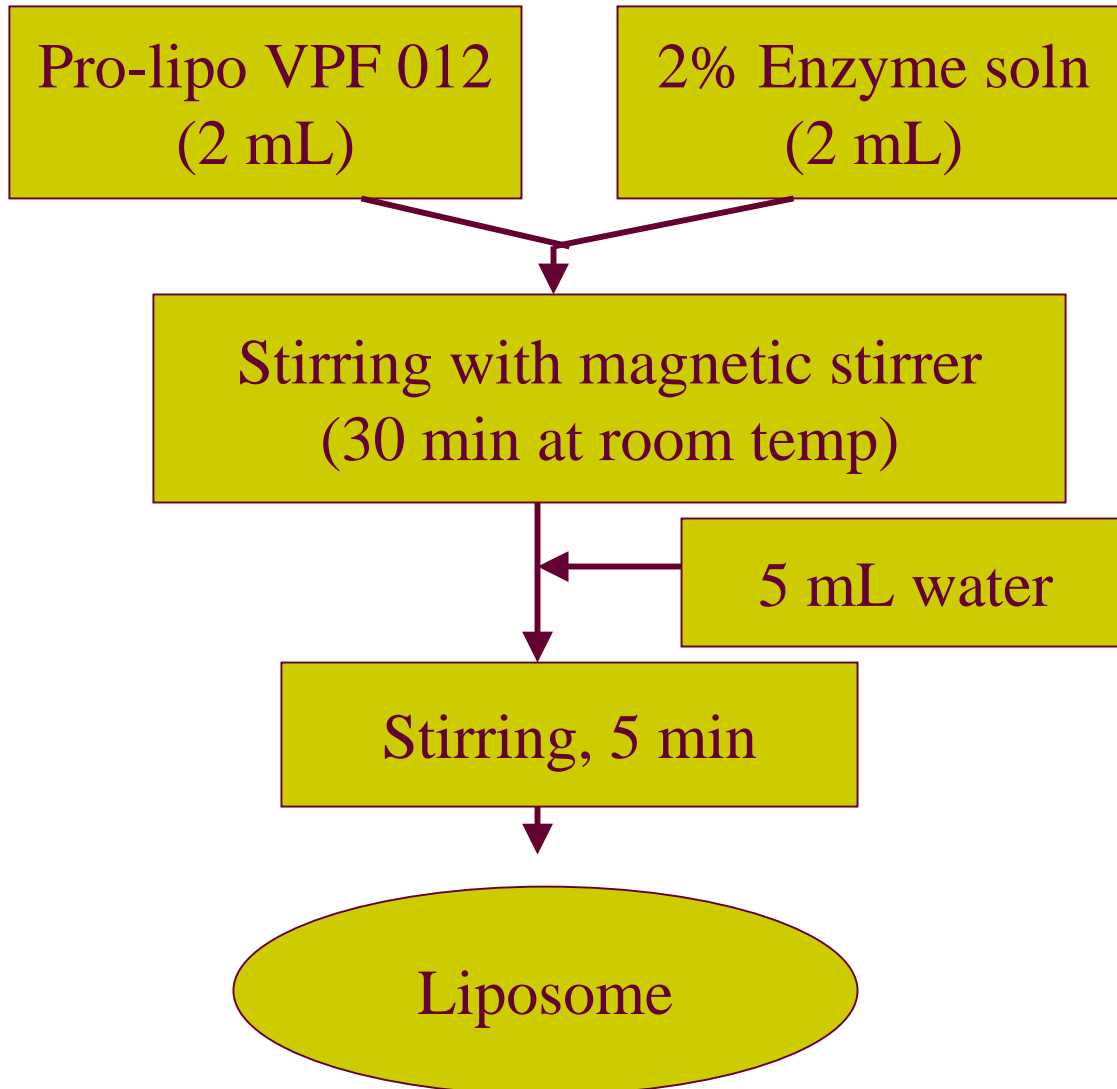 Pro-lipo VPF 012
(2 mL)
2% Enzyme soln
(2 mL)
Stirring with magnetic stirrer
(30 min at room temp)
5 mL water
Stirring, 5 min
Liposome